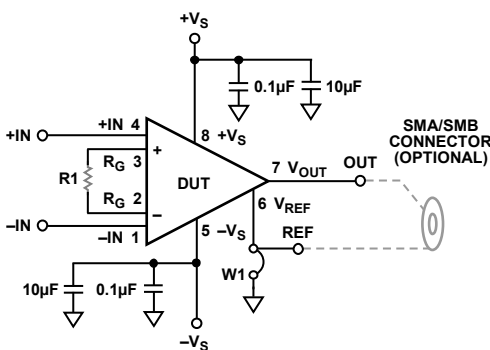 +VS
0.1µF 10µF
+IN 4
8 +VS
+IN
RG 3
+
R1
DUT
7 VOUT OUT
SMA/SMB
CONNECTOR
(OPTIONAL)
RG 2
–
6 VREF
–IN
–IN 1
5
–VS
REF
10µF 0.1µF
W1
–VS